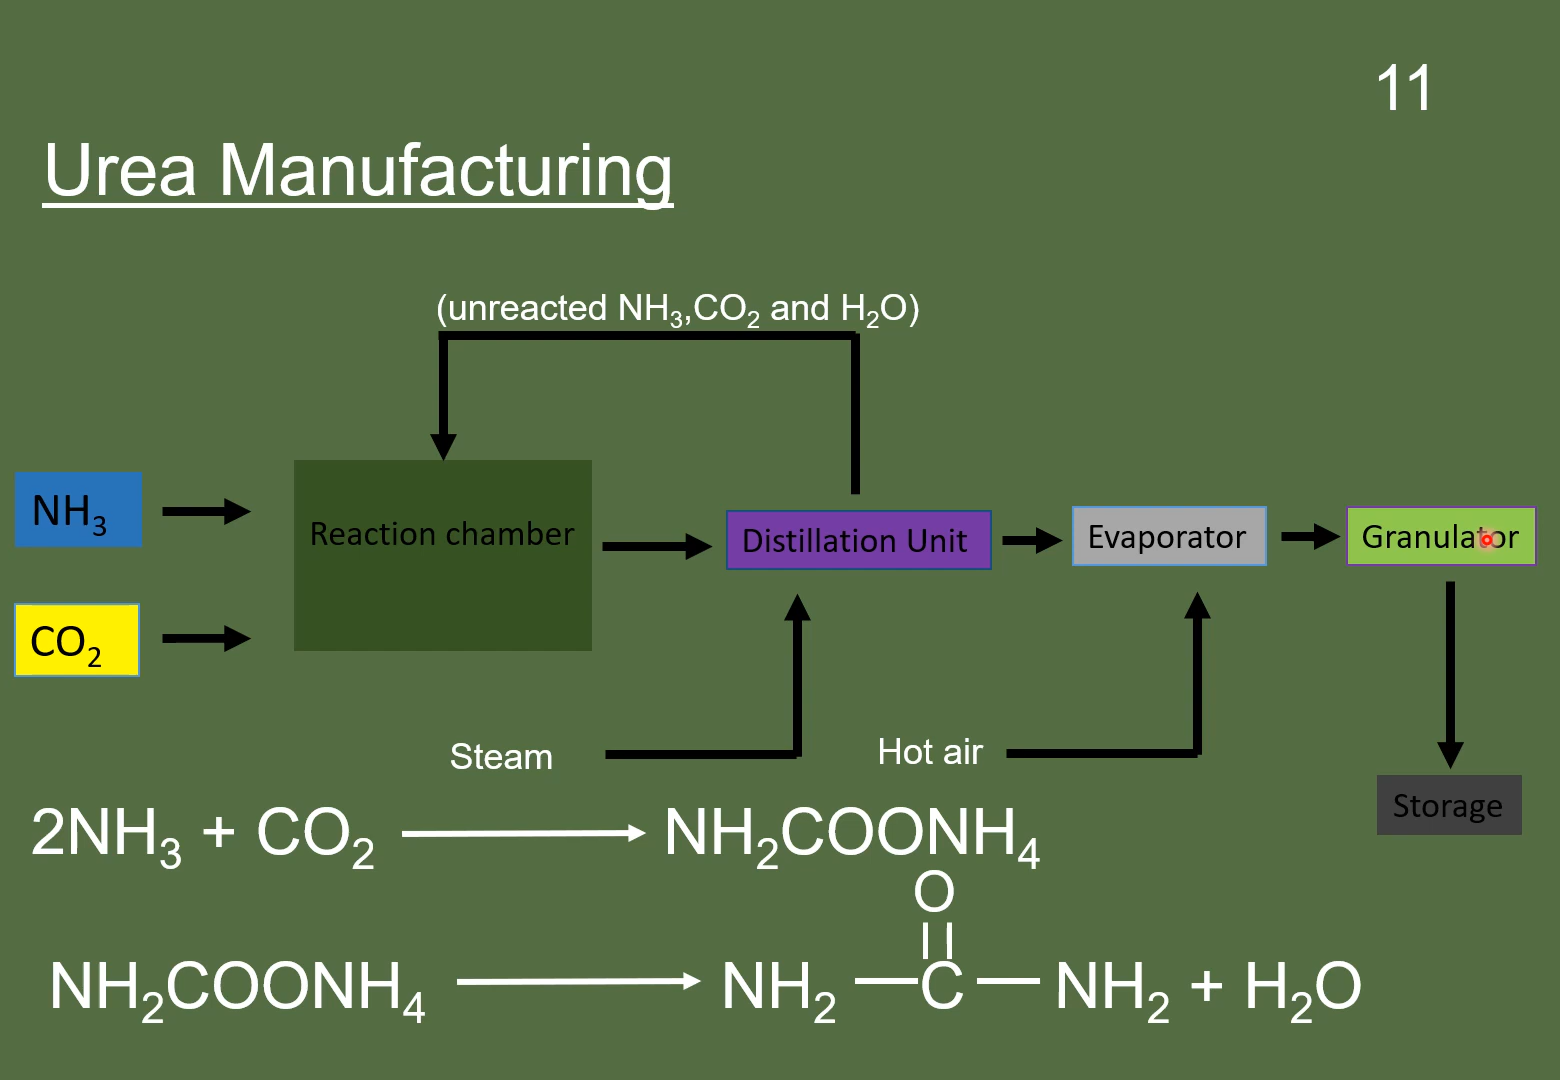 11
Urea Manufacturing
(unreacted NH₃,CO₂ and H₂O)
NH₃
Reaction chamber
Distillation Unit
Evaporator
Granulator
CO₂
Steam
Hot air
Storage
2NH₃ + CO₂ → NH₂COONH₄
O
||
NH₂COONH₄ → NH₂ — C — NH₂ + H₂O